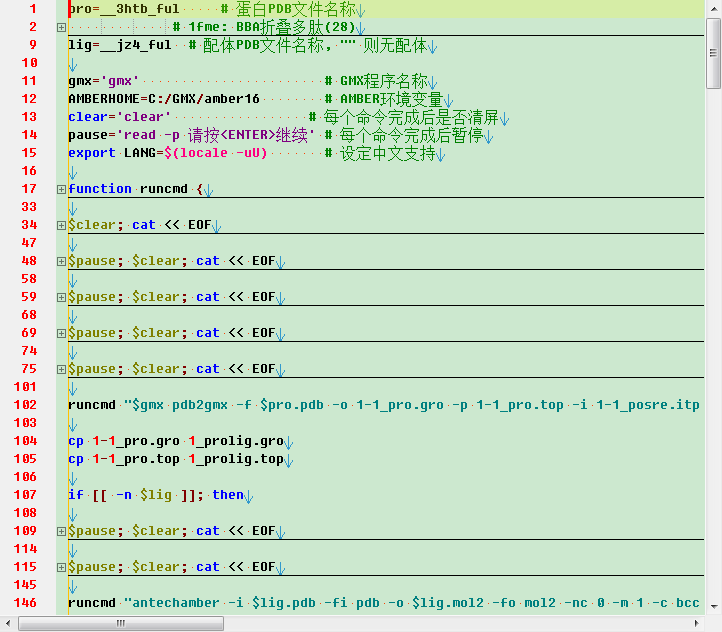 1 pro=__3htb_ful # 蛋白PDB文件名称
2 # 1fme: BBA折叠多肽(28)
9 lig=__jz4_ful # 配体PDB文件名称, "" 则无配体
10
11 gmx='gmx' # GMX程序名称
12 AMBERHOME=C:/GMX/amber16 # AMBER环境变量
13 clear='clear' # 每个命令完成后是否清屏
14 pause='read -p 请按<ENTER>继续' # 每个命令完成后暂停
15 export LANG=$(locale -uU) # 设定中文支持
16
17 function runcmd {
33
34 $clear; cat << EOF
47
48 $pause; $clear; cat << EOF
58
59 $pause; $clear; cat << EOF
68
69 $pause; $clear; cat << EOF
74
75 $pause; $clear; cat << EOF
101
102 runcmd "$gmx pdb2gmx -f $pro.pdb -o 1-1_pro.gro -p 1-1_pro.top -i 1-1_posre.itp
103
104 cp 1-1_pro.gro 1_prolig.gro
105 cp 1-1_pro.top 1_prolig.top
106
107 if [[ -n $lig ]]; then
108
109 $pause; $clear; cat << EOF
114
115 $pause; $clear; cat << EOF
145
146 runcmd "antechamber -i $lig.pdb -fi pdb -o $lig.mol2 -fo mol2 -nc 0 -m 1 -c bcc